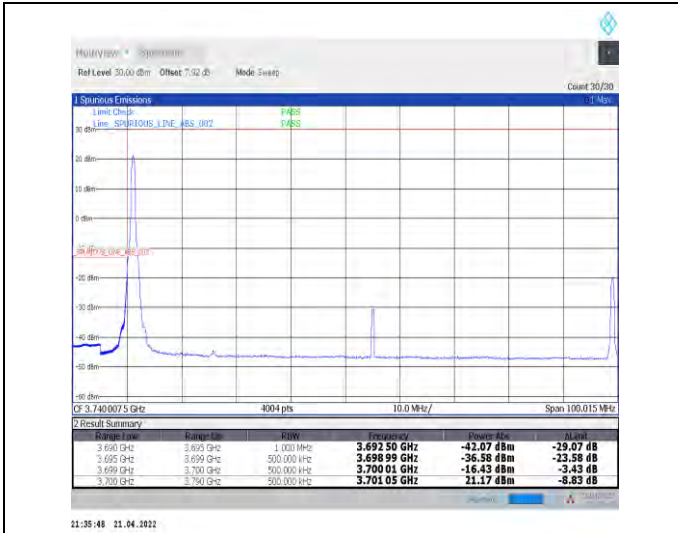 MultiView Spurious
Ref Level 30.00 dBm Offset 7.92 dB Mode Sweep
Count 30/30
1 Spurious Emissions
Limit Check PASS
Line _SPURIOUS_LINE_ABS_002 PASS
30 dBm
20 dBm
10 dBm
0 dBm
_SPURIOUS_LINE_ABS_002
-20 dBm
-30 dBm
-40 dBm
-50 dBm
-60 dBm
CF 3.7400075 GHz 4004 pts 10.0 MHz/ Span 100.015 MHz
2 Result Summary
Range Low Range Up RBW Frequency Power Abs ΔLimit
3.690 GHz 3.695 GHz 1.000 MHz 3.692 50 GHz -42.07 dBm -29.07 dB
3.695 GHz 3.699 GHz 500.000 kHz 3.698 99 GHz -36.58 dBm -23.58 dB
3.699 GHz 3.700 GHz 500.000 kHz 3.700 01 GHz -16.43 dBm -3.43 dB
3.700 GHz 3.790 GHz 500.000 kHz 3.701 05 GHz 21.17 dBm -8.83 dB
21:35:48 21.04.2022